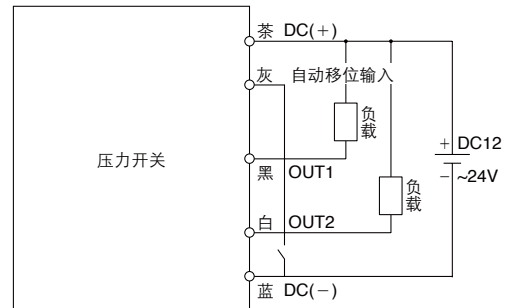 茶 DC(+)
灰 自动移位输入
负载
压力开关
+ DC12
- ~24V
黑 OUT1
负载
白 OUT2
蓝 DC(-)